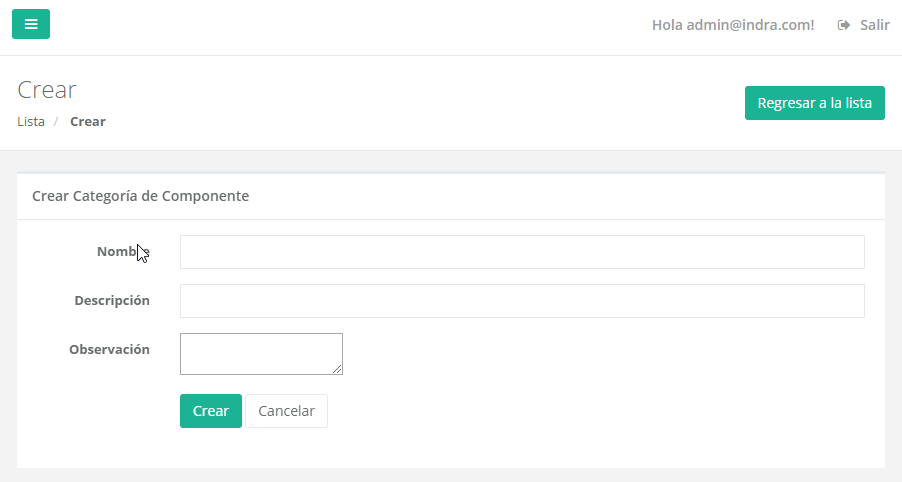 Hola admin@indra.com! Salir
Crear
Lista / Crear
Regresar a la lista
Crear Categoría de Componente
Nombre
Descripción
Observación
Crear Cancelar